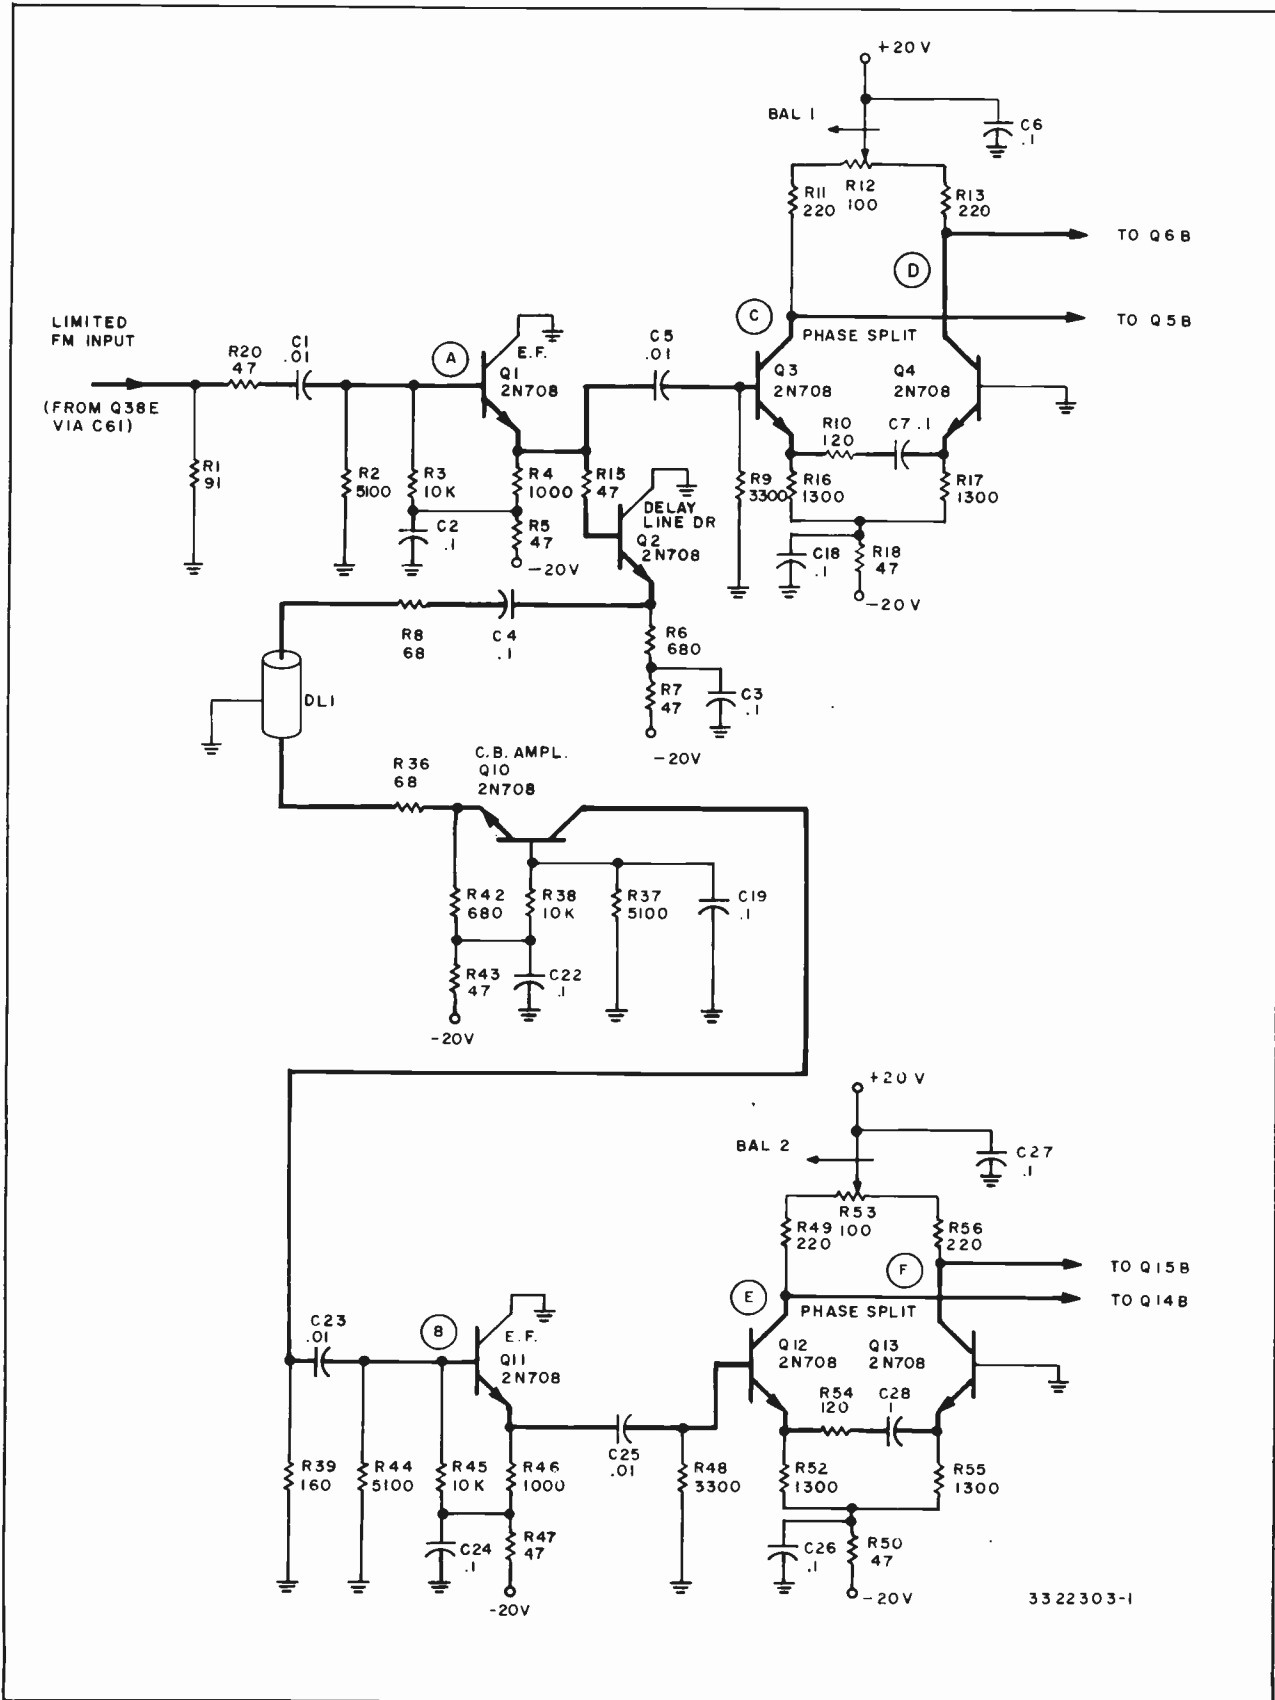 +20 V
BAL 1
C6
.1
R11
220
R12
100
R13
220
TO Q6B
D
LIMITED
FM INPUT
C
PHASE SPLIT
TO Q5B
R20
47
C1
.01
A
E.F.
Q1
2N708
C5
.01
Q3
2N708
Q4
2N708
(FROM Q38E
VIA C61)
R10
120
C7 .1
R1
91
R2
5100
R3
10K
R4
1000
R15
47
R9
3300
R16
1300
R17
1300
DELAY
LINE DR
Q2
2N708
C2
.1
R5
47
-20V
C18
.1
R18
47
-20V
R8
68
C4
.1
R6
680
DL1
R7
47
C3
.1
-20V
C.B. AMPL.
Q10
2N708
R36
68
R42
680
R38
10K
R37
5100
C19
.1
R43
47
C22
.1
-20V
+20 V
BAL 2
C27
.1
R49
220
R53
100
R56
220
F
TO Q15B
E
PHASE SPLIT
TO Q14B
C23
.01
B
E.F.
Q11
2N708
Q12
2N708
Q13
2N708
R54
120
C28
.1
R39
160
R44
5100
R45
10K
R46
1000
C25
.01
R48
3300
R52
1300
R55
1300
C24
.1
R47
47
-20V
C26
.1
R50
47
-20V
3322303-1